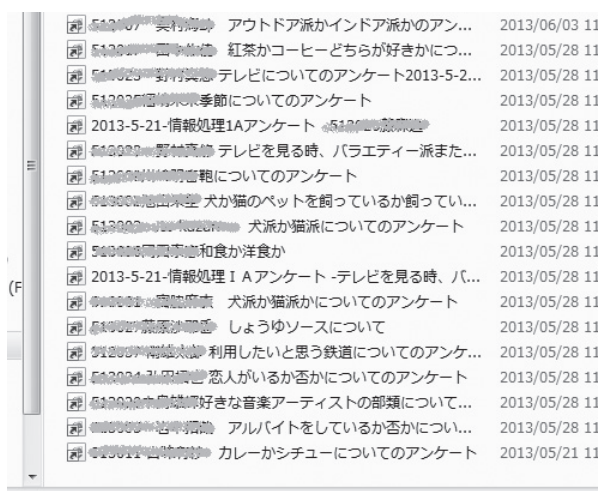 アウトドア派かインドア派かのアン... 2013/06/03 11
紅茶かコーヒーどちらが好きかにつ... 2013/05/28 11
テレビについてのアンケート2013-5-2... 2013/05/28 11
季節についてのアンケート 2013/05/28 11
2013-5-21-情報処理1Aアンケート 2013/05/28 11
テレビを見る時、バラエティー派また... 2013/05/28 11
鞄についてのアンケート 2013/05/28 11
犬か猫のペットを飼っているか飼ってい... 2013/05/28 11
犬派か猫派についてのアンケート 2013/05/28 11
和食か洋食か 2013/05/28 11
2013-5-21-情報処理ⅠAアンケート -テレビを見る時、バ... 2013/05/28 11
(F
犬派か猫派かについてのアンケート 2013/05/28 11
しょうゆソースについて 2013/05/28 11
利用したいと思う鉄道についてのアンケ... 2013/05/28 11
恋人がいるか否かについてのアンケート 2013/05/28 11
好きな音楽アーティストの部類について... 2013/05/28 11
アルバイトをしているか否かについ... 2013/05/28 11
カレーかシチューについてのアンケート 2013/05/21 11